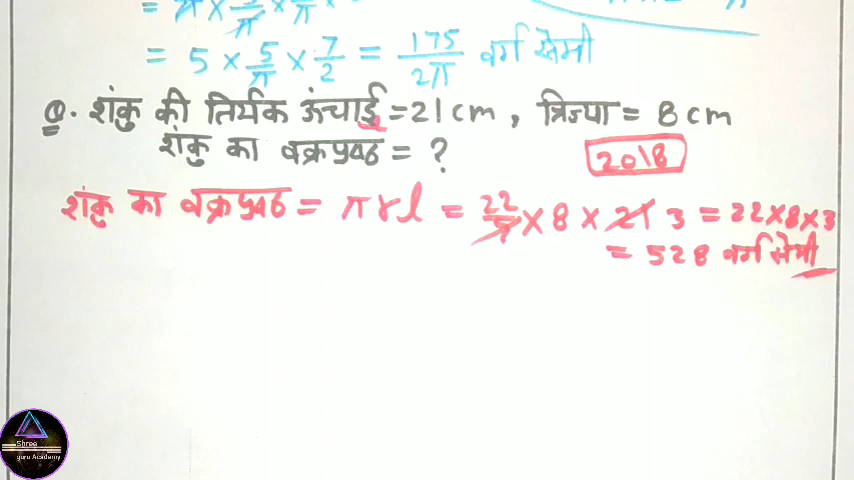 = 5 × 5/π × 7/2 = 175/2π वर्ग सेमी
Q. शंकु की तिर्यक ऊंचाई = 21 cm, त्रिज्या = 8 cm
शंकु का वक्रपृष्ठ = ?
2018
शंकु का वक्रपृष्ठ = πrl = 22/7 × 8 × 21 3 = 22×8×3
= 528 वर्ग सेमी
Shree
guru Academy